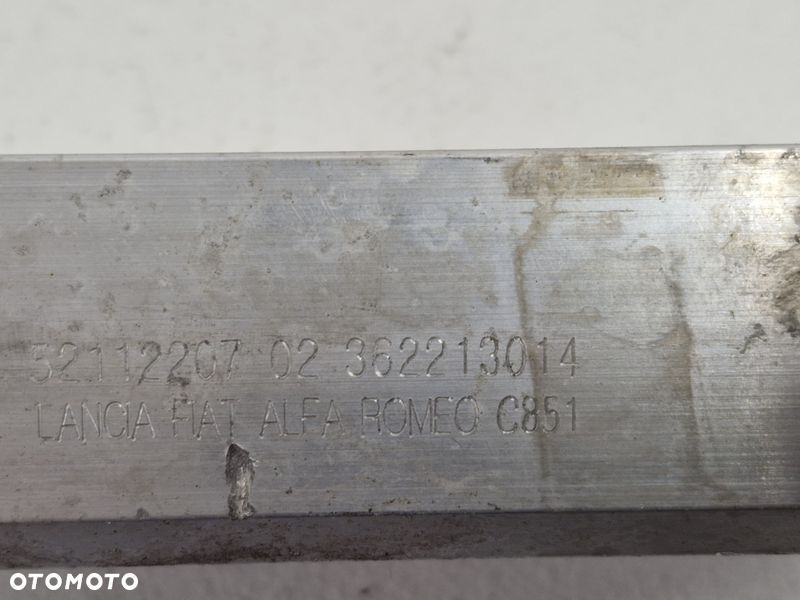 52112207 02 362213014
LANCIA FIAT ALFA ROMEO C851
OTOMOTO